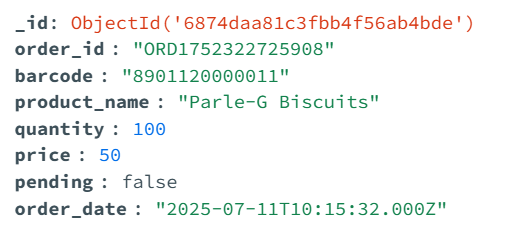 _id: ObjectId('6874daa81c3fbb4f56ab4bde')
order_id : "ORD1752322725908"
barcode : "8901120000011"
product_name : "Parle-G Biscuits"
quantity : 100
price : 50
pending : false
order_date : "2025-07-11T10:15:32.000Z"